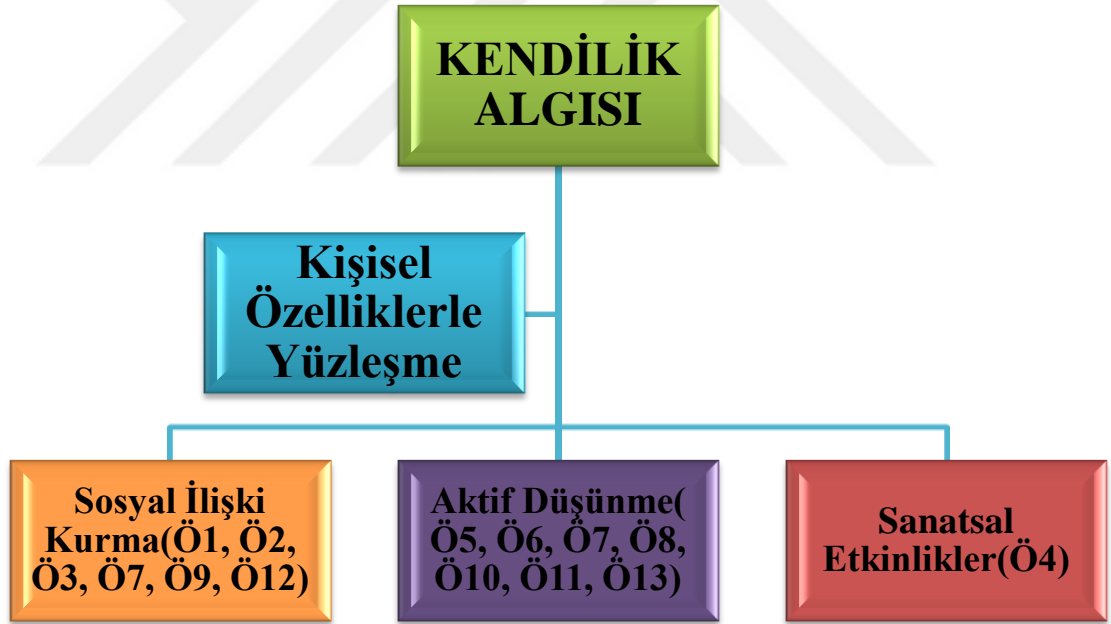 KENDİLİK
ALGISI
Kişisel
Özelliklerle
Yüzleşme
Sosyal İlişki
Kurma(Ö1, Ö2,
Ö3, Ö7, Ö9, Ö12)
Aktif Düşünme(
Ö5, Ö6, Ö7, Ö8,
Ö10, Ö11, Ö13)
Sanatsal
Etkinlikler(Ö4)